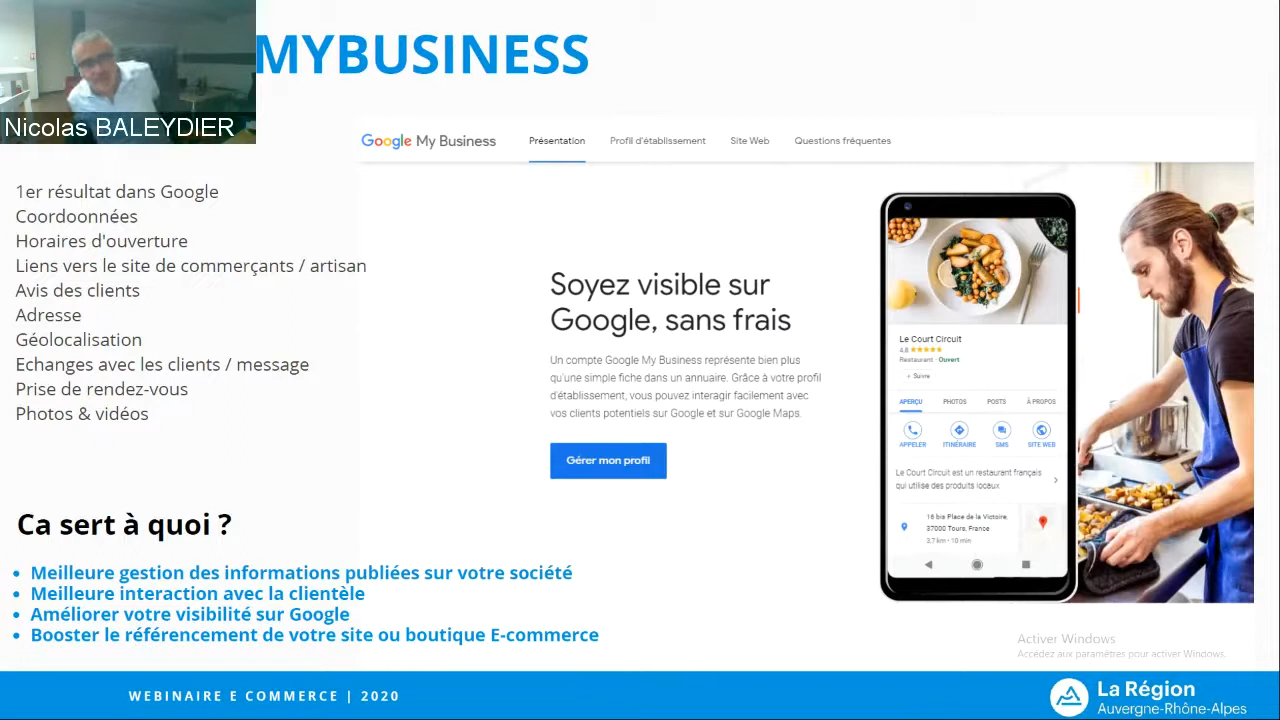 MYBUSINESS
Nicolas BALEYDIER
Google My Business
Présentation
Profil d'établissement
Site Web
Questions fréquentes
1er résultat dans Google
Coordoonnées
Horaires d'ouverture
Liens vers le site de commerçants / artisan
Avis des clients
Adresse
Géolocalisation
Echanges avec les clients / message
Prise de rendez-vous
Photos & vidéos
Soyez visible sur
Google, sans frais
Un compte Google My Business représente bien plus
qu'une simple fiche dans un annuaire. Grâce à votre profil
d'établissement, vous pouvez interagir facilement avec
vos clients potentiels sur Google et sur Google Maps.
Gérer mon profil
Le Court Circuit
4,8
Restaurant · Ouvert
+ Suivre
APERÇU
PHOTOS
POSTS
À PROPOS
APPELER
ITINÉRAIRE
SMS
SITE WEB
Le Court Circuit est un restaurant français
qui utilise des produits locaux
16 bis Place de la Victoire,
37000 Tours, France
3,7 km · 10 min
Ca sert à quoi ?
• Meilleure gestion des informations publiées sur votre société
• Meilleure interaction avec la clientèle
• Améliorer votre visibilité sur Google
• Booster le référencement de votre site ou boutique E-commerce
Activer Windows
Accédez aux paramètres pour activer Windows.
WEBINAIRE E COMMERCE | 2020
La Région
Auvergne-Rhône-Alpes